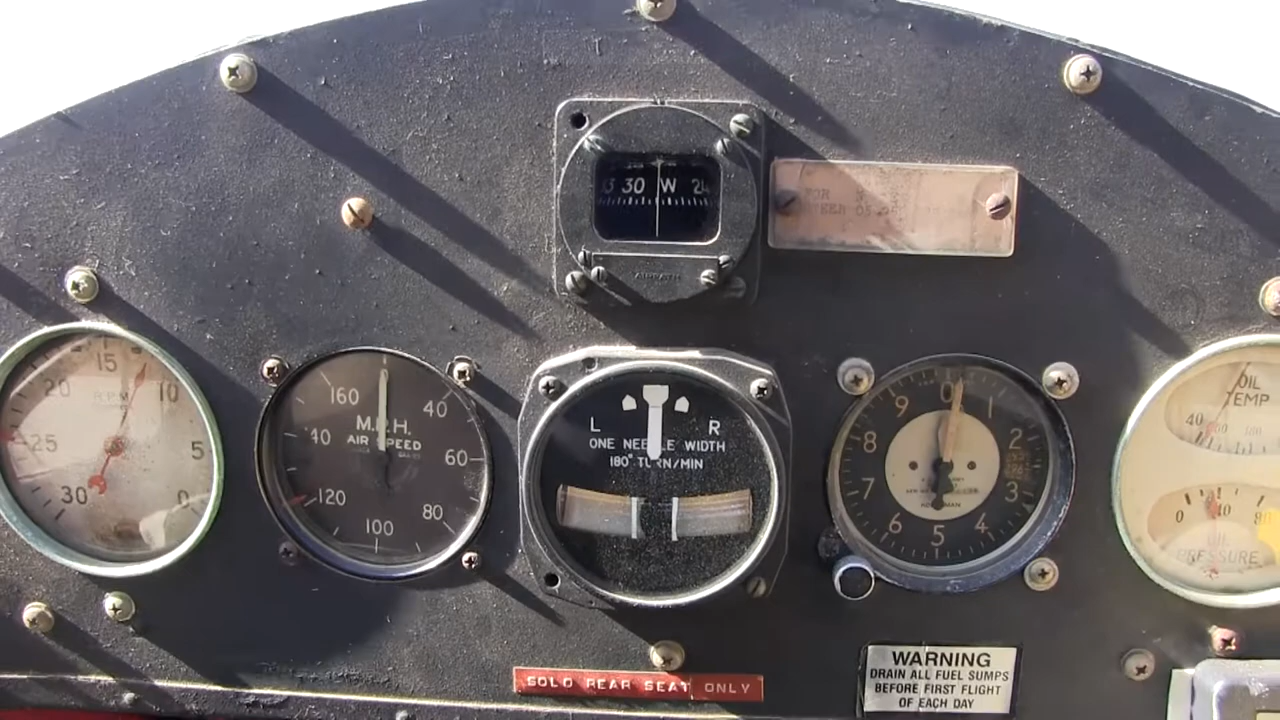 33 30 W 24
FOR
15
20
10
R.P.M.
25
5
30
0
160
40
M.P.H.
AIR SPEED
60
120
80
100
L R
ONE NEEDLE WIDTH
180° TURN/MIN
0
9
1
8
2
7
3
6
4
5
OIL
TEMP
40
OIL
PRESSURE
0 40 80
SOLO REAR SEAT ONLY
WARNING
DRAIN ALL FUEL SUMPS
BEFORE FIRST FLIGHT
OF EACH DAY